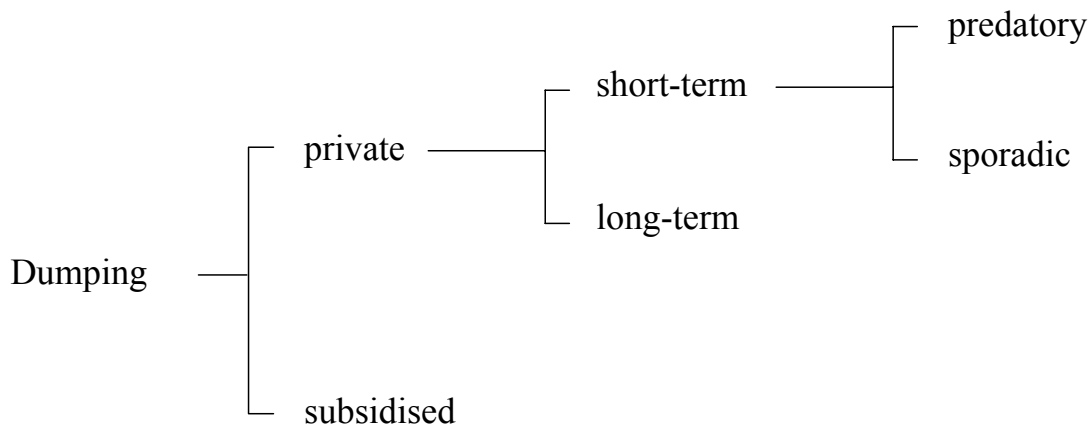 predatory
short-term
private
sporadic
long-term
Dumping
subsidised